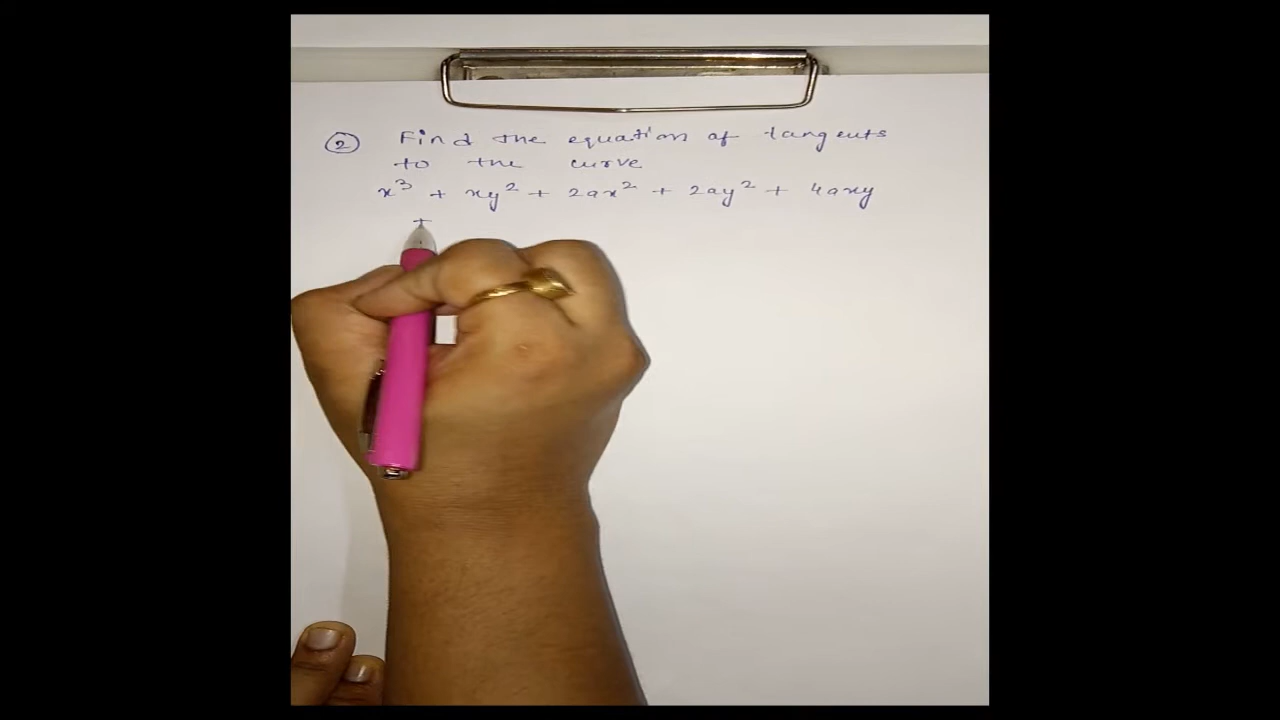 ② Find the equation of tangents
to the curve
x³ + xy² + 2ax² + 2ay² + 4axy
+